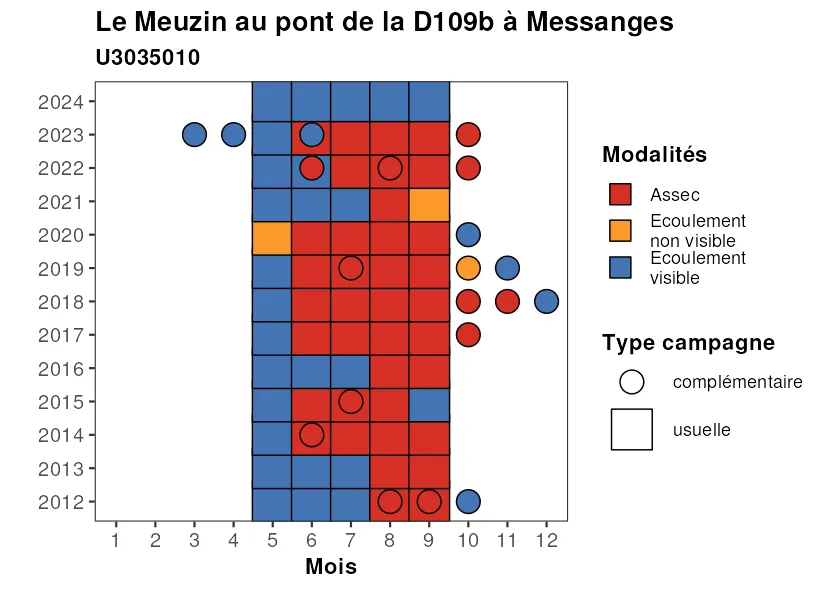 Le Meuzin au pont de la D109b à Messanges
U3035010
2024
2023
2022
2021
2020
2019
2018
2017
2016
2015
2014
2013
2012
1 2 3 4 5 6 7 8 9 10 11 12
Mois
Modalités
Assec
Ecoulement
non visible
Ecoulement
visible
Type campagne
complémentaire
usuelle